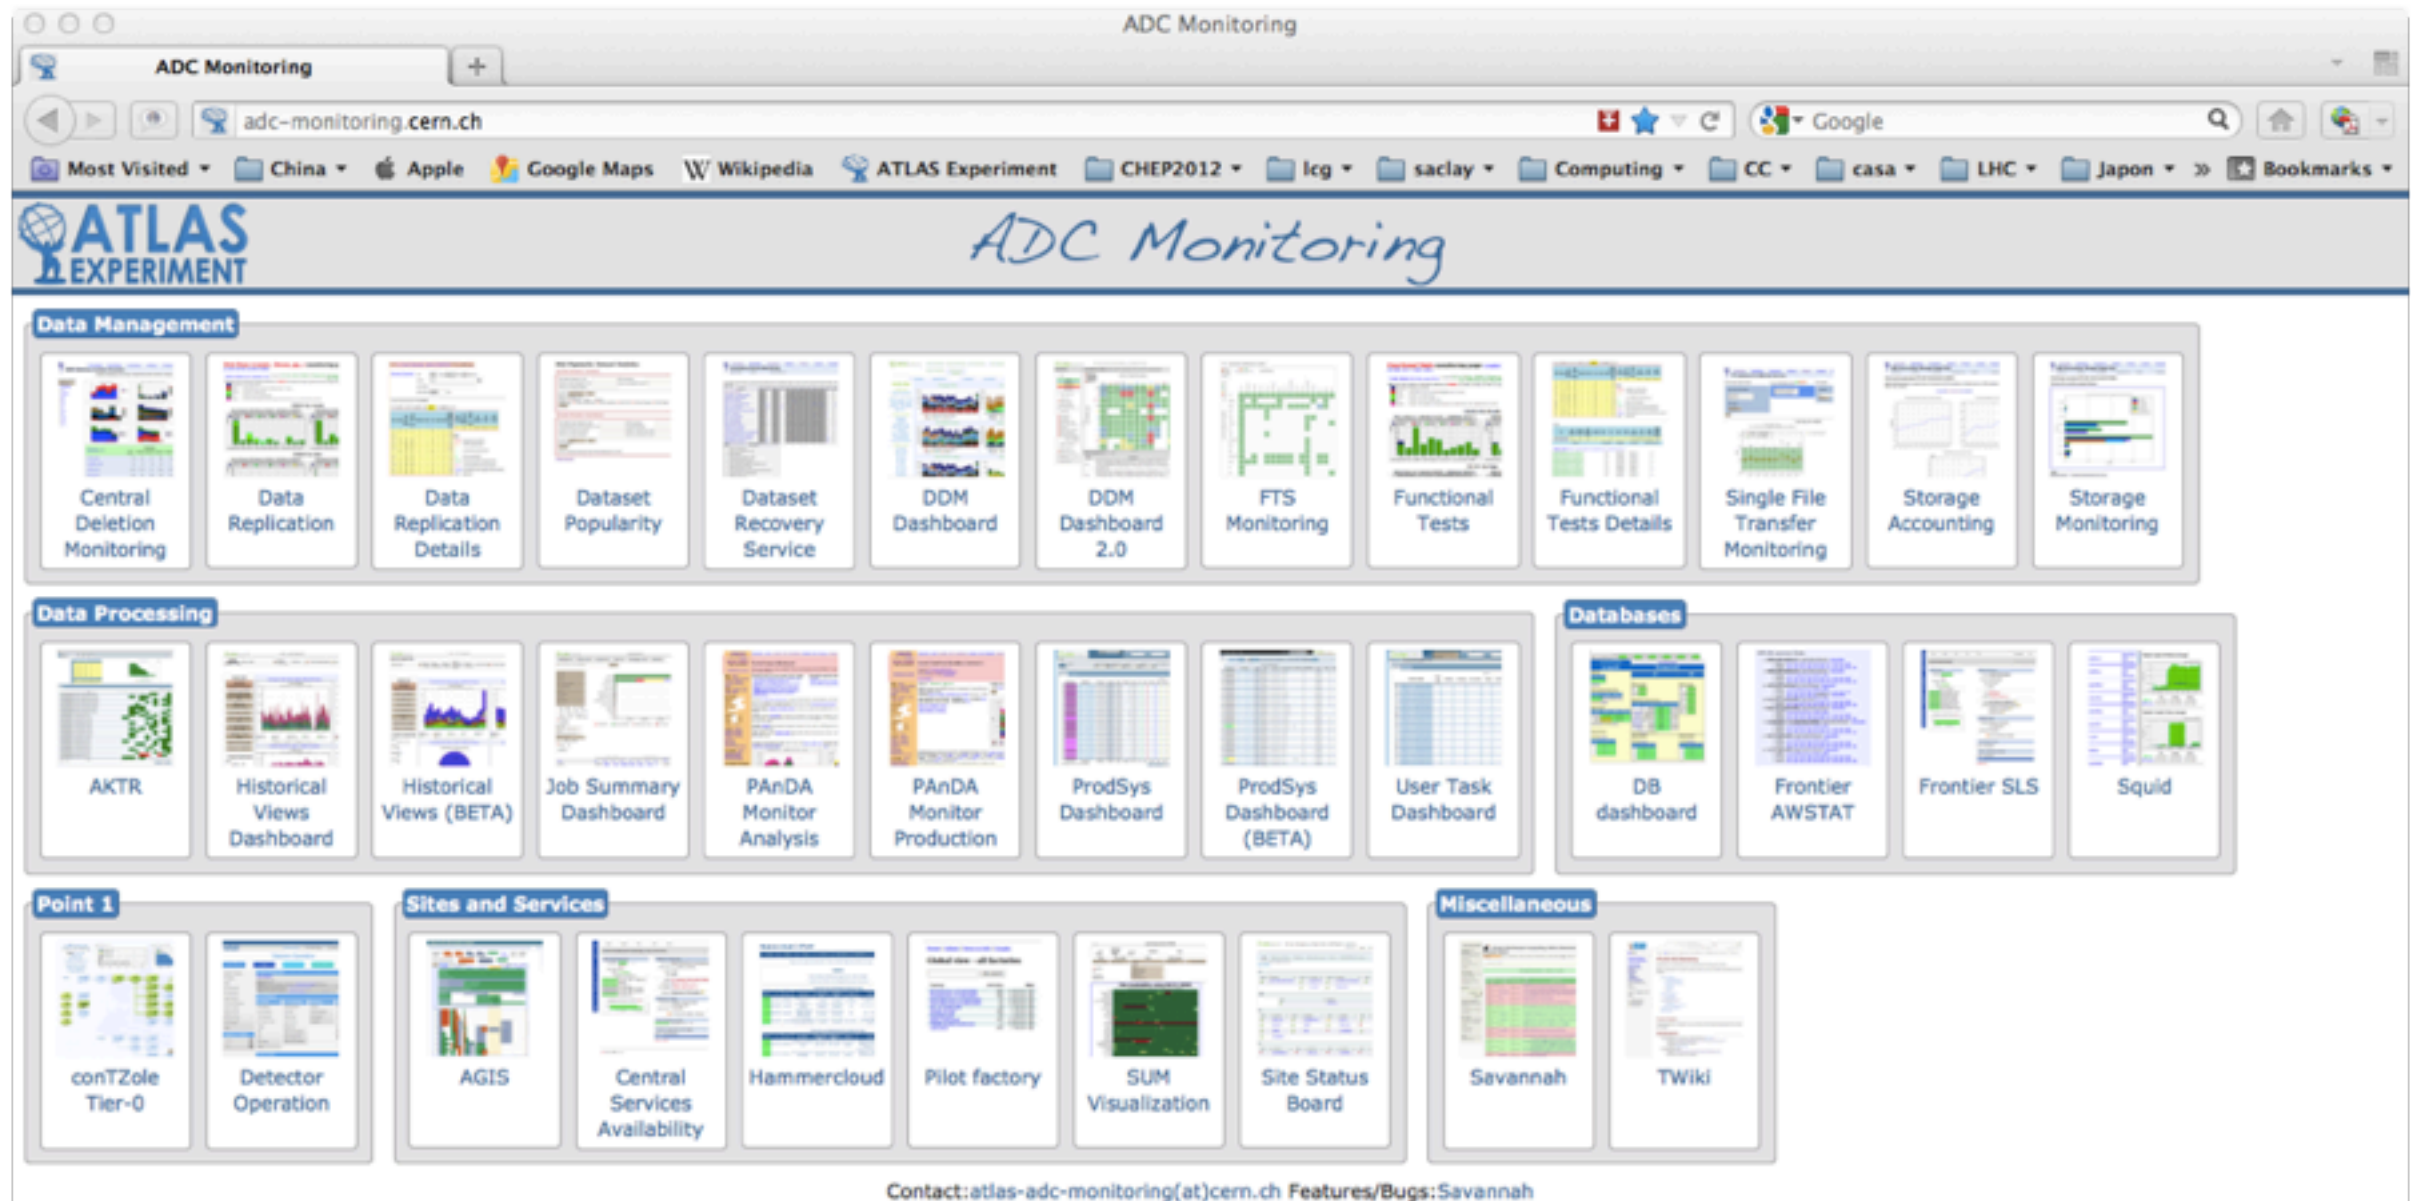 ADC Monitoring
ADC Monitoring
adc-monitoring.cern.ch
Google
Most Visited China Apple Google Maps Wikipedia ATLAS Experiment CHEP2012 lcg saclay Computing CC casa LHC Japon Bookmarks
ATLAS
EXPERIMENT
ADC Monitoring
Data Management
Central
Deletion
Monitoring
Data
Replication
Data
Replication
Details
Dataset
Popularity
Dataset
Recovery
Service
DDM
Dashboard
DDM
Dashboard
2.0
FTS
Monitoring
Functional
Tests
Functional
Tests Details
Single File
Transfer
Monitoring
Storage
Accounting
Storage
Monitoring
Data Processing
AKTR
Historical
Views
Dashboard
Historical
Views (BETA)
Job Summary
Dashboard
PAnDA
Monitor
Analysis
PAnDA
Monitor
Production
ProdSys
Dashboard
ProdSys
Dashboard
(BETA)
User Task
Dashboard
Databases
DB
dashboard
Frontier
AWSTAT
Frontier SLS
Squid
Point 1
conTZole
Tier-0
Detector
Operation
Sites and Services
AGIS
Central
Services
Availability
Hammercloud
Pilot factory
SUM
Visualization
Site Status
Board
Miscellaneous
Savannah
TWiki
Contact:atlas-adc-monitoring(at)cern.ch Features/Bugs:Savannah